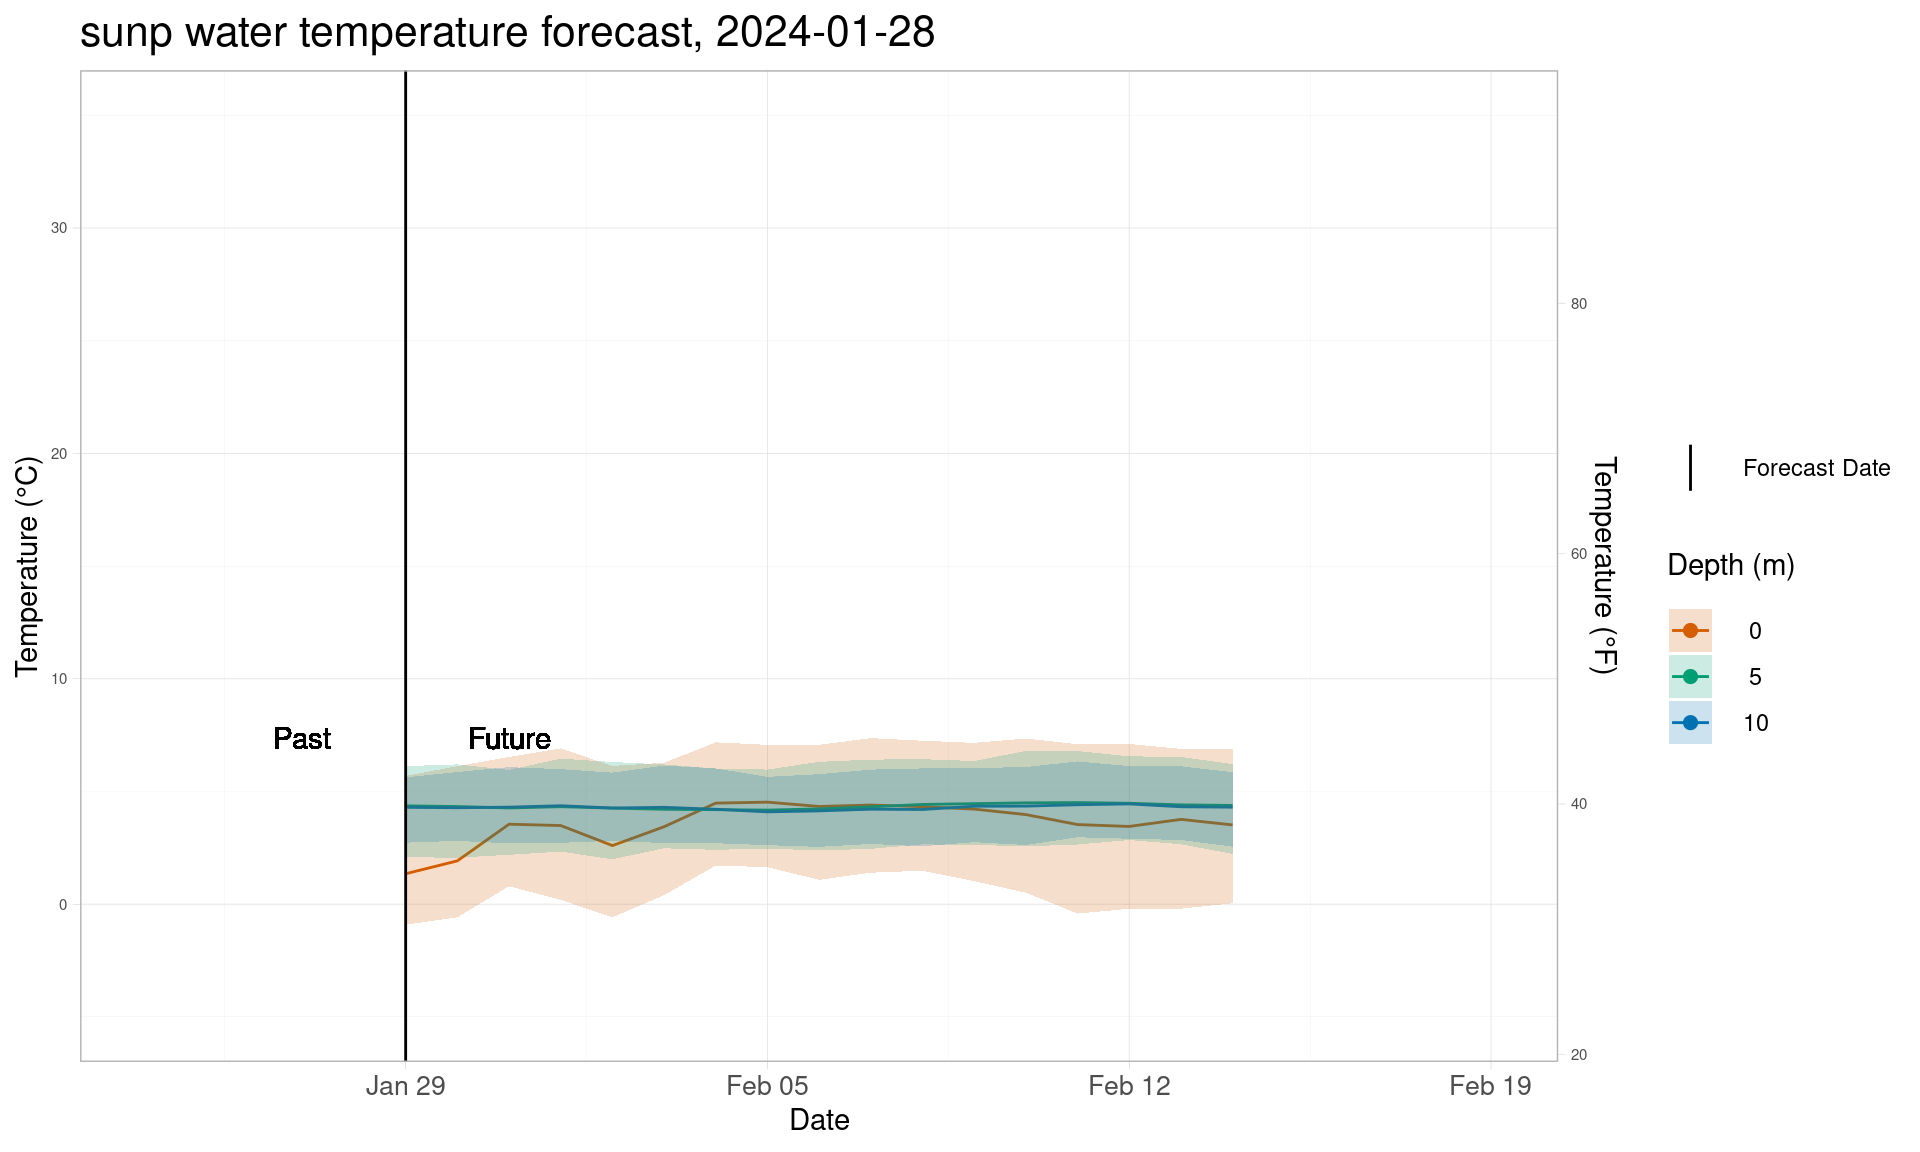 sunp water temperature forecast, 2024-01-28
Temperature (°C)
30
20
10
0
Past
Future
80
60
40
20
Temperature (°F)
Jan 29
Feb 05
Feb 12
Feb 19
Date
Forecast Date
Depth (m)
0
5
10